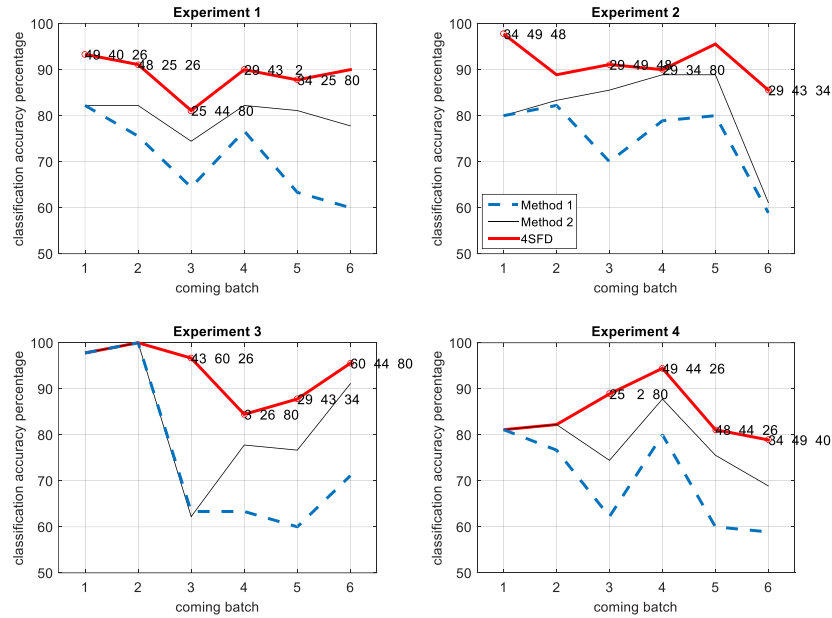 Experiment 1
classification accuracy percentage
100
90
80
70
60
50
49 40 26
48 25 26
25 44 80
29 43 2
34 25 80
1 2 3 4 5 6
coming batch
Experiment 2
classification accuracy percentage
100
90
80
70
60
50
34 49 48
29 49 48
29 34 80
29 43 34
Method 1
Method 2
4SFD
1 2 3 4 5 6
coming batch
Experiment 3
classification accuracy percentage
100
90
80
70
60
50
43 60 26
3 26 80
29 43 34
60 44 80
1 2 3 4 5 6
coming batch
Experiment 4
classification accuracy percentage
100
90
80
70
60
50
25 2 80
49 44 26
48 44 26
34 49 40
1 2 3 4 5 6
coming batch